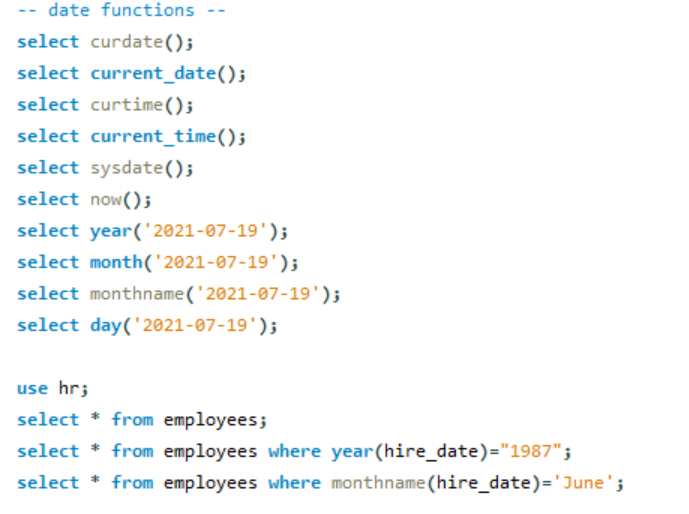 -- date functions --
select curdate();
select current_date();
select curtime();
select current_time();
select sysdate();
select now();
select year('2021-07-19');
select month('2021-07-19');
select monthname('2021-07-19');
select day('2021-07-19');
use hr;
select * from employees;
select * from employees where year(hire_date)="1987";
select * from employees where monthname(hire_date)='June';